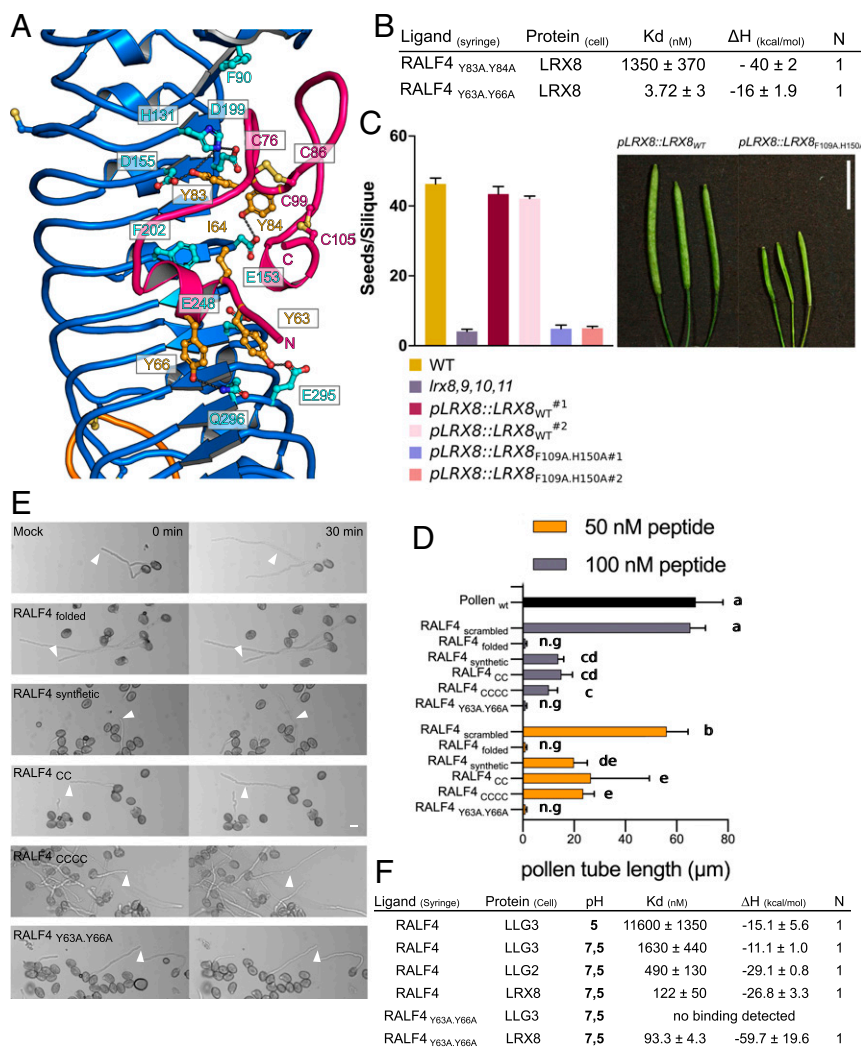 A
F90
H131
D199
C76
C86
D155
Y83
C99
I64
Y84
F202
C105
C
E153
E248
Y63
N
Y66
E295
Q296
B
Ligand (syringe) Protein (cell) Kd (nM) ΔH (kcal/mol) N
RALF4 Y83A.Y84A LRX8 1350 ± 370 - 40 ± 2 1
RALF4 Y63A.Y66A LRX8 3.72 ± 3 -16 ± 1.9 1
C
Seeds/Silique
60
40
20
0
pLRX8::LRX8WT pLRX8::LRX8F109A.H150A
WT
lrx8,9,10,11
pLRX8::LRX8WT#1
pLRX8::LRX8WT#2
pLRX8::LRX8F109A.H150A#1
pLRX8::LRX8F109A.H150A#2
E
Mock 0 min 30 min
RALF4 folded
RALF4 synthetic
RALF4 CC
RALF4 CCCC
RALF4 Y63A.Y66A
D
50 nM peptide
100 nM peptide
Pollen wt a
RALF4 scrambled a
RALF4 folded n.g
RALF4 synthetic cd
RALF4 CC cd
RALF4 CCCC c
RALF4 Y63A.Y66A n.g
RALF4 scrambled b
RALF4 folded n.g
RALF4 synthetic de
RALF4 CC e
RALF4 CCCC e
RALF4 Y63A.Y66A n.g
0 20 40 60 80
pollen tube length (μm)
F
Ligand (Syringe) Protein (Cell) pH Kd (nM) ΔH (kcal/mol) N
RALF4 LLG3 5 11600 ± 1350 -15.1 ± 5.6 1
RALF4 LLG3 7,5 1630 ± 440 -11.1 ± 1.0 1
RALF4 LLG2 7,5 490 ± 130 -29.1 ± 0.8 1
RALF4 LRX8 7,5 122 ± 50 -26.8 ± 3.3 1
RALF4 Y63A.Y66A LLG3 7,5 no binding detected
RALF4 Y63A.Y66A LRX8 7,5 93.3 ± 4.3 -59.7 ± 19.6 1